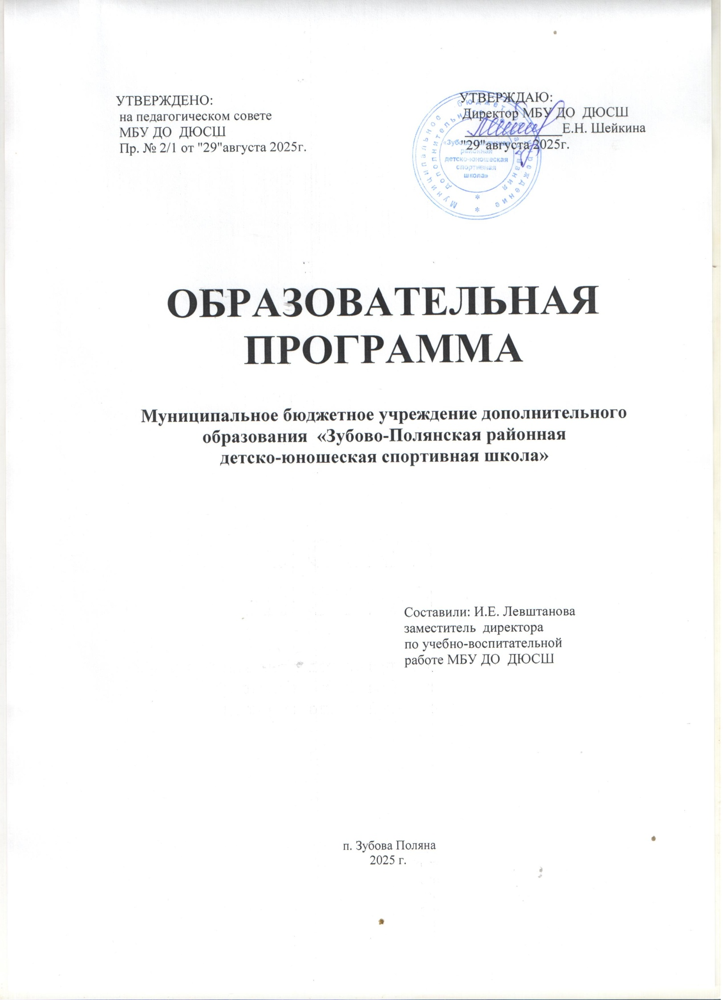 УТВЕРЖДЕНО:
на педагогическом совете
МБУ ДО ДЮСШ
Пр. № 2/1 от "29"августа 2025г.
УТВЕРЖДАЮ:
Директор МБУ ДО ДЮСШ
Е.Н. Шейкина
"29"августа 2025г.
Муниципальное бюджетное учреждение
дополнительного образования
«Зубово-Полянская
районная
детско-юношеская
спортивная
школа»
ОБРАЗОВАТЕЛЬНАЯ
ПРОГРАММА
Муниципальное бюджетное учреждение дополнительного
образования «Зубово-Полянская районная
детско-юношеская спортивная школа»
Составили: И.Е. Левштанова
заместитель директора
по учебно-воспитательной
работе МБУ ДО ДЮСШ
п. Зубова Поляна
2025 г.